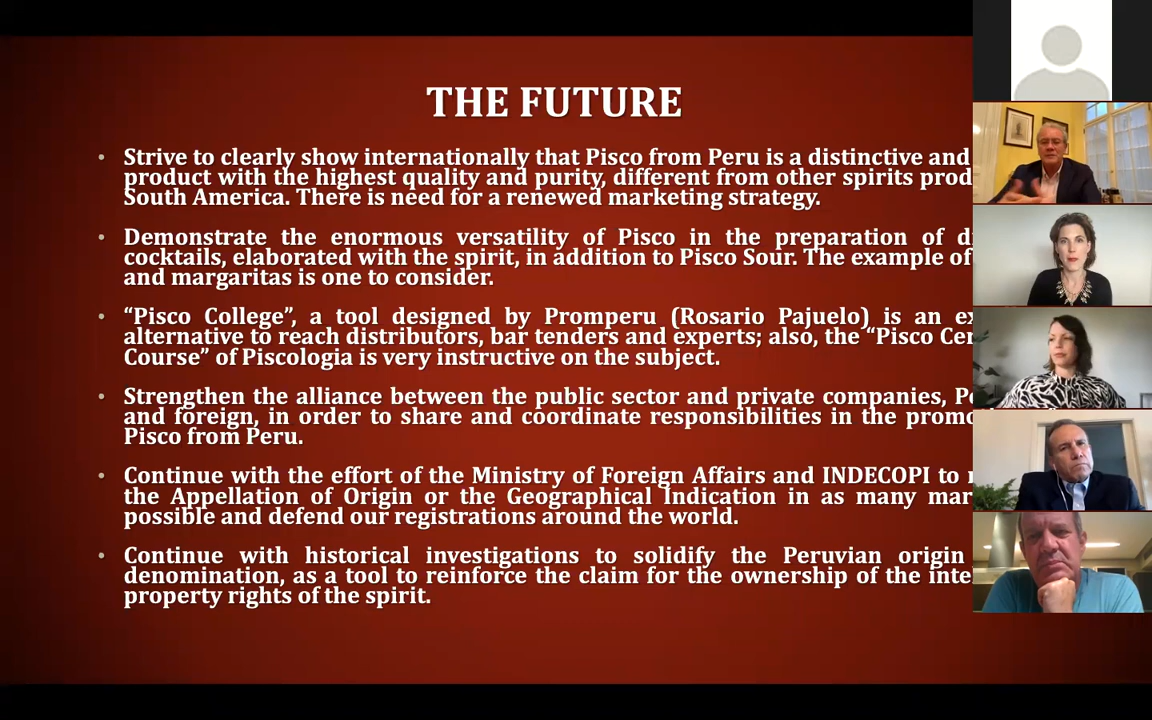 THE FUTURE
• Strive to clearly show internationally that Pisco from Peru is a distinctive and
product with the highest quality and purity, different from other spirits
South America. There is need for a renewed marketing strategy.
• Demonstrate the enormous versatility of Pisco in the preparation of
cocktails, elaborated with the spirit, in addition to Pisco Sour. The example of
and margaritas is one to consider.
• “Pisco College”, a tool designed by Promperu (Rosario Pajuelo) is an
alternative to reach distributors, bar tenders and experts; also, the “Pisco
Course” of Piscologia is very instructive on the subject.
• Strengthen the alliance between the public sector and private companies,
and foreign, in order to share and coordinate responsibilities in the
Pisco from Peru.
• Continue with the effort of the Ministry of Foreign Affairs and INDECOPI to
the Appellation of Origin or the Geographical Indication in as many
possible and defend our registrations around the world.
• Continue with historical investigations to solidify the Peruvian origin
denomination, as a tool to reinforce the claim for the ownership of the
property rights of the spirit.